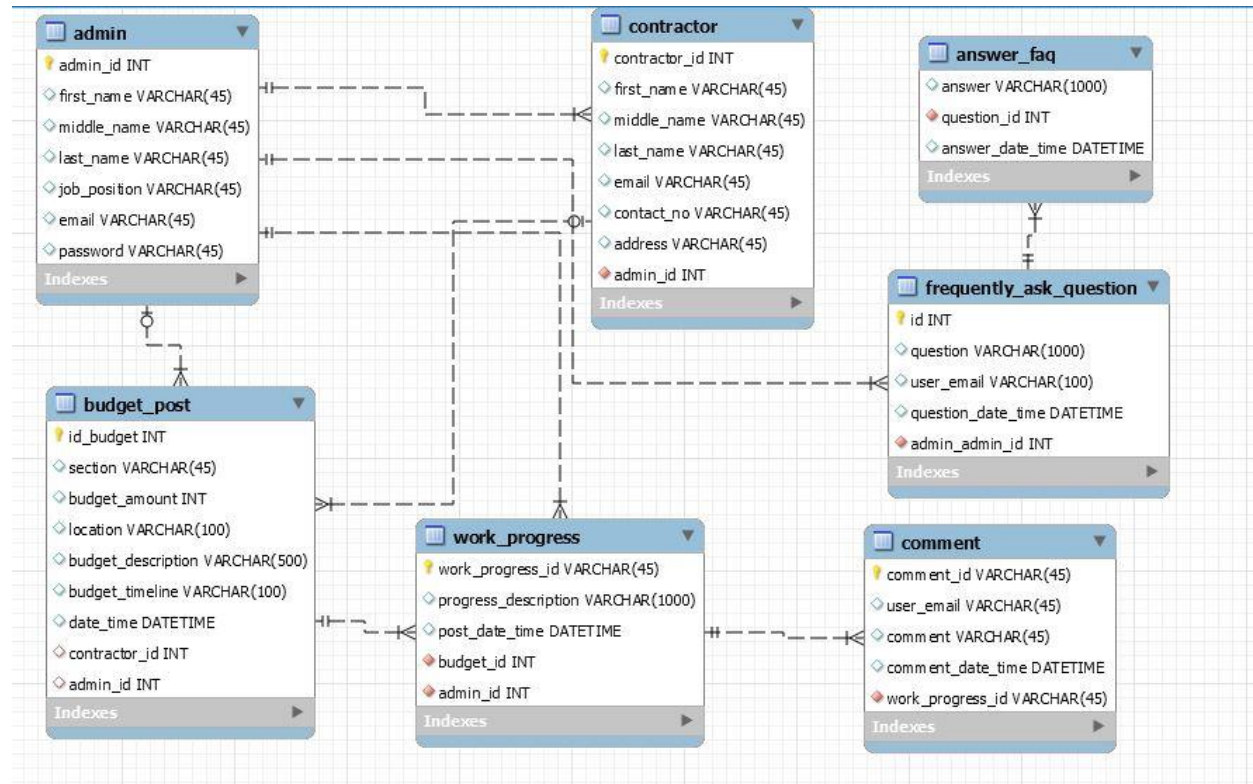 admin
admin_id INT
first_name VARCHAR(45)
middle_name VARCHAR(45)
last_name VARCHAR(45)
job_position VARCHAR(45)
email VARCHAR(45)
password VARCHAR(45)
Indexes
contractor
contractor_id INT
first_name VARCHAR(45)
middle_name VARCHAR(45)
last_name VARCHAR(45)
email VARCHAR(45)
contact_no VARCHAR(45)
address VARCHAR(45)
admin_id INT
Indexes
answer_faq
answer VARCHAR(1000)
question_id INT
answer_date_time DATETIME
Indexes
frequently_ask_question
id INT
question VARCHAR(1000)
user_email VARCHAR(100)
question_date_time DATETIME
admin_admin_id INT
Indexes
budget_post
id_budget INT
section VARCHAR(45)
budget_amount INT
location VARCHAR(100)
budget_description VARCHAR(500)
budget_timeline VARCHAR(100)
date_time DATETIME
contractor_id INT
admin_id INT
Indexes
work_progress
work_progress_id VARCHAR(45)
progress_description VARCHAR(1000)
post_date_time DATETIME
budget_id INT
admin_id INT
Indexes
comment
comment_id VARCHAR(45)
user_email VARCHAR(45)
comment VARCHAR(45)
comment_date_time DATETIME
work_progress_id VARCHAR(45)
Indexes